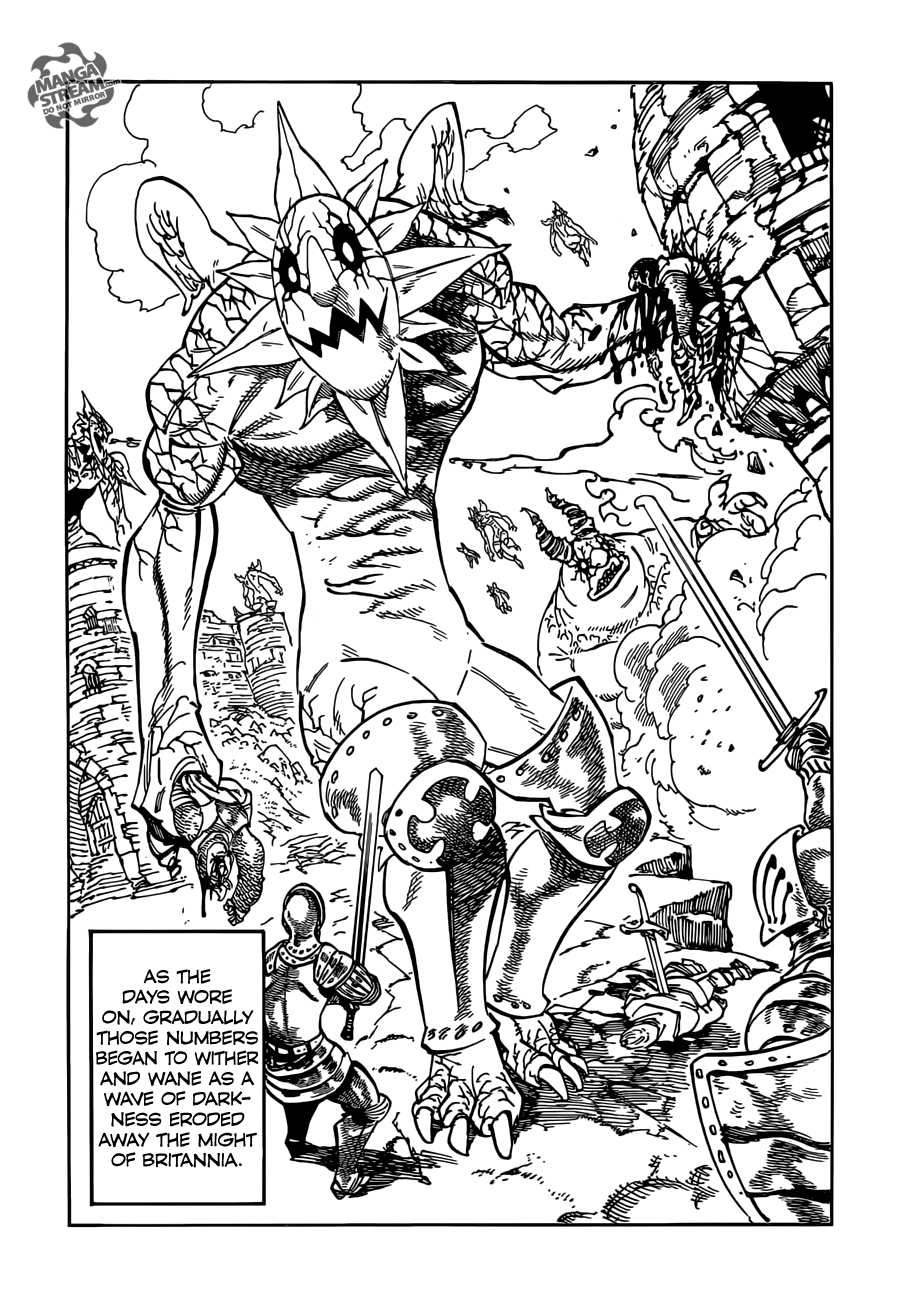 MANGA
STREAM.com
DO NOT MIRROR
AS THE
DAYS WORE
ON, GRADUALLY
THOSE NUMBERS
BEGAN TO WITHER
AND WANE AS A
WAVE OF DARK-
NESS ERODED
AWAY THE MIGHT
OF BRITANNIA.